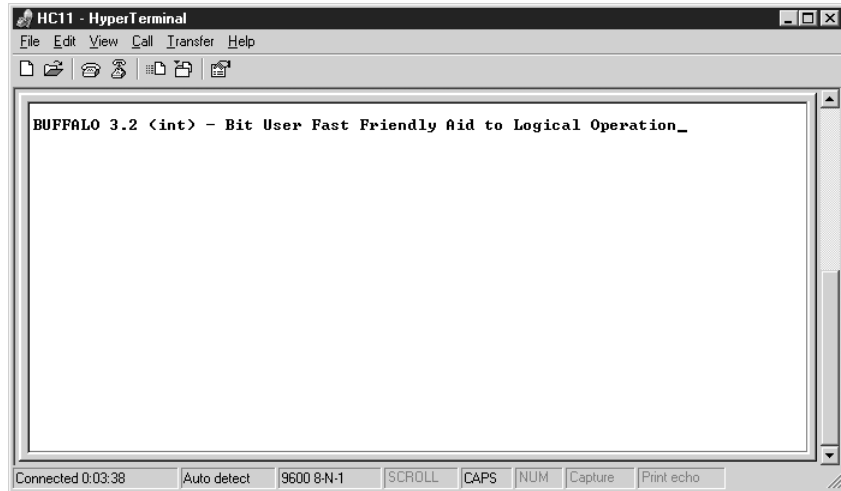 HC11 - HyperTerminal
File Edit View Call Transfer Help
BUFFALO 3.2 (int) - Bit User Fast Friendly Aid to Logical Operation_
Connected 0:03:38 Auto detect 9600 8-N-1 SCROLL CAPS NUM Capture Print echo